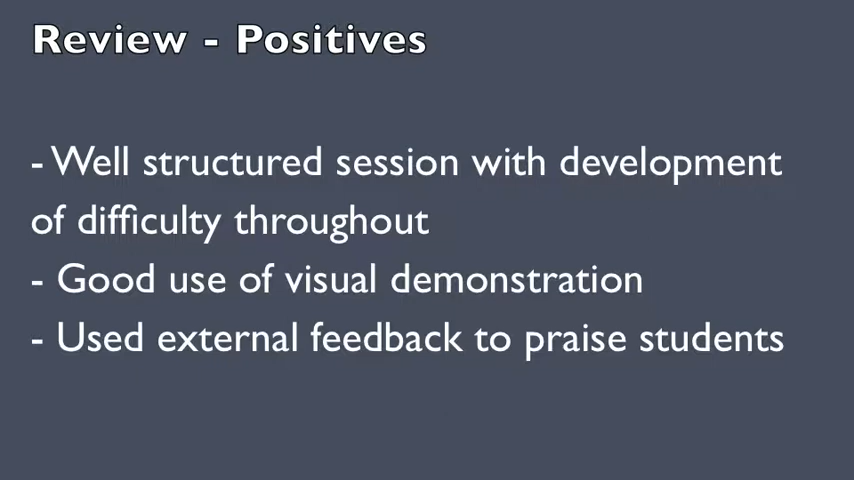 Review - Positives
- Well structured session with development
of difficulty throughout
- Good use of visual demonstration
- Used external feedback to praise students